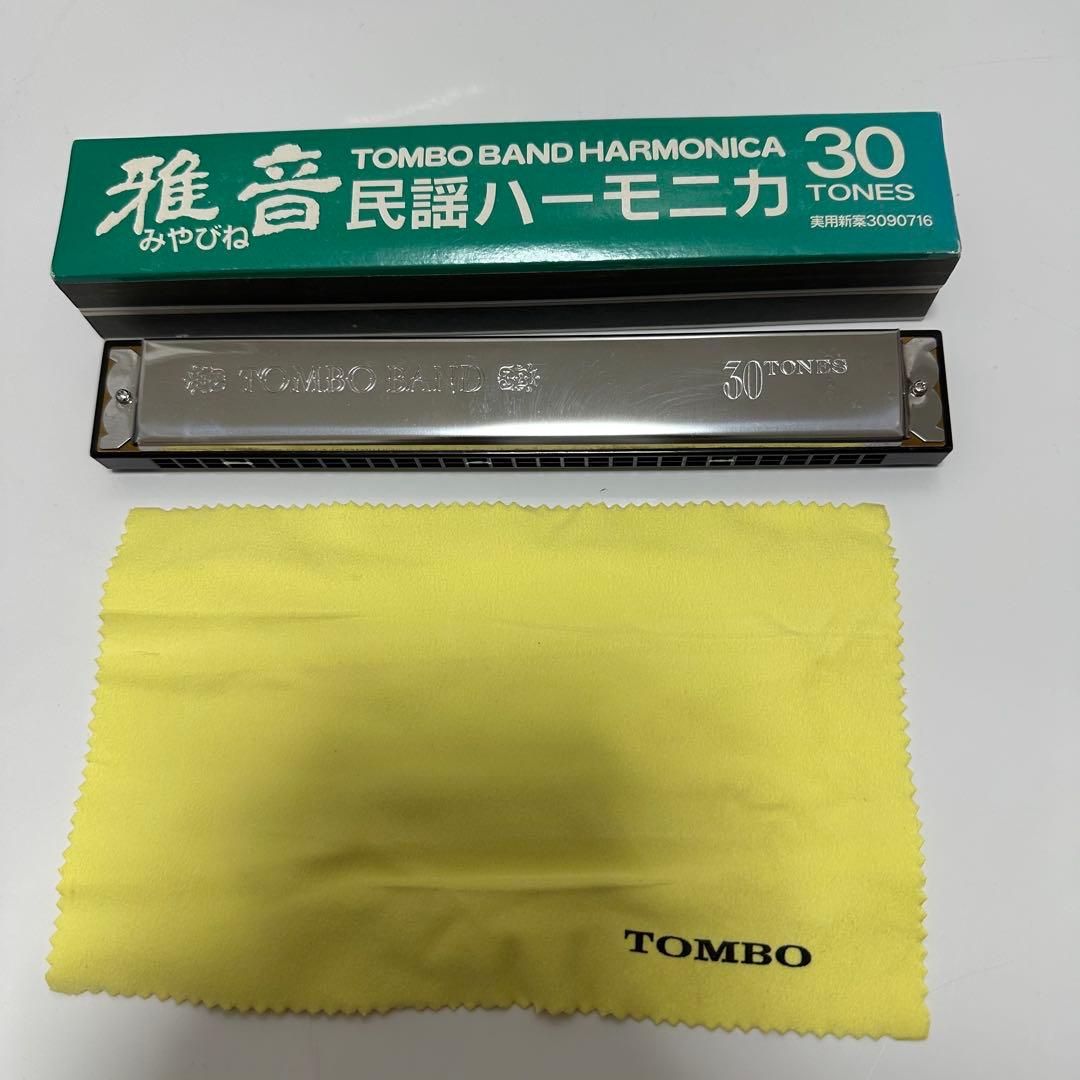 雅音
みやびね
TOMBO BAND HARMONICA
民謡ハーモニカ
30
TONES
実用新案3090716
TOMBO BAND
30 TONES
TOMBO